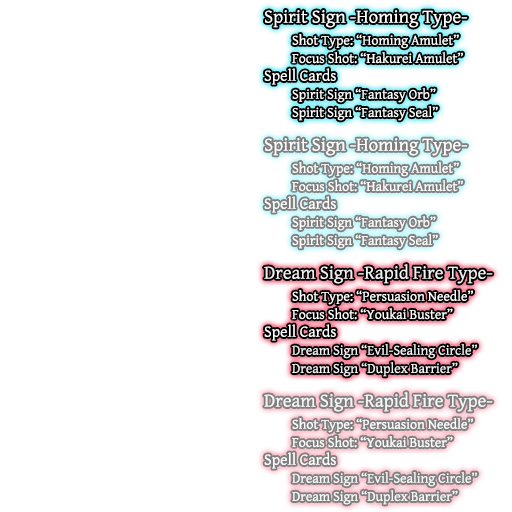 Spirit Sign -Homing Type-
Shot Type: “Homing Amulet”
Focus Shot: “Hakurei Amulet”
Spell Cards
Spirit Sign “Fantasy Orb”
Spirit Sign “Fantasy Seal”
Spirit Sign -Homing Type-
Shot Type: “Homing Amulet”
Focus Shot: “Hakurei Amulet”
Spell Cards
Spirit Sign “Fantasy Orb”
Spirit Sign “Fantasy Seal”
Dream Sign -Rapid Fire Type-
Shot Type: “Persuasion Needle”
Focus Shot: “Youkai Buster”
Spell Cards
Dream Sign “Evil-Sealing Circle”
Dream Sign “Duplex Barrier”
Dream Sign -Rapid Fire Type-
Shot Type: “Persuasion Needle”
Focus Shot: “Youkai Buster”
Spell Cards
Dream Sign “Evil-Sealing Circle”
Dream Sign “Duplex Barrier”